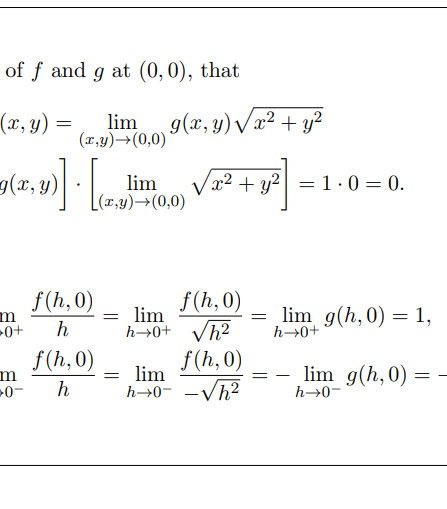 of f and g at (0, 0), that
(x, y) = lim_{(x,y)→(0,0)} g(x, y)√(x² + y²)
g(x, y)] · [lim_{(x,y)→(0,0)} √(x² + y²)] = 1 · 0 = 0.
m_{→0⁺} f(h, 0)/h = lim_{h→0⁺} f(h, 0)/√(h²) = lim_{h→0⁺} g(h, 0) = 1,
m_{→0⁻} f(h, 0)/h = lim_{h→0⁻} f(h, 0)/(−√(h²)) = − lim_{h→0⁻} g(h, 0) = −